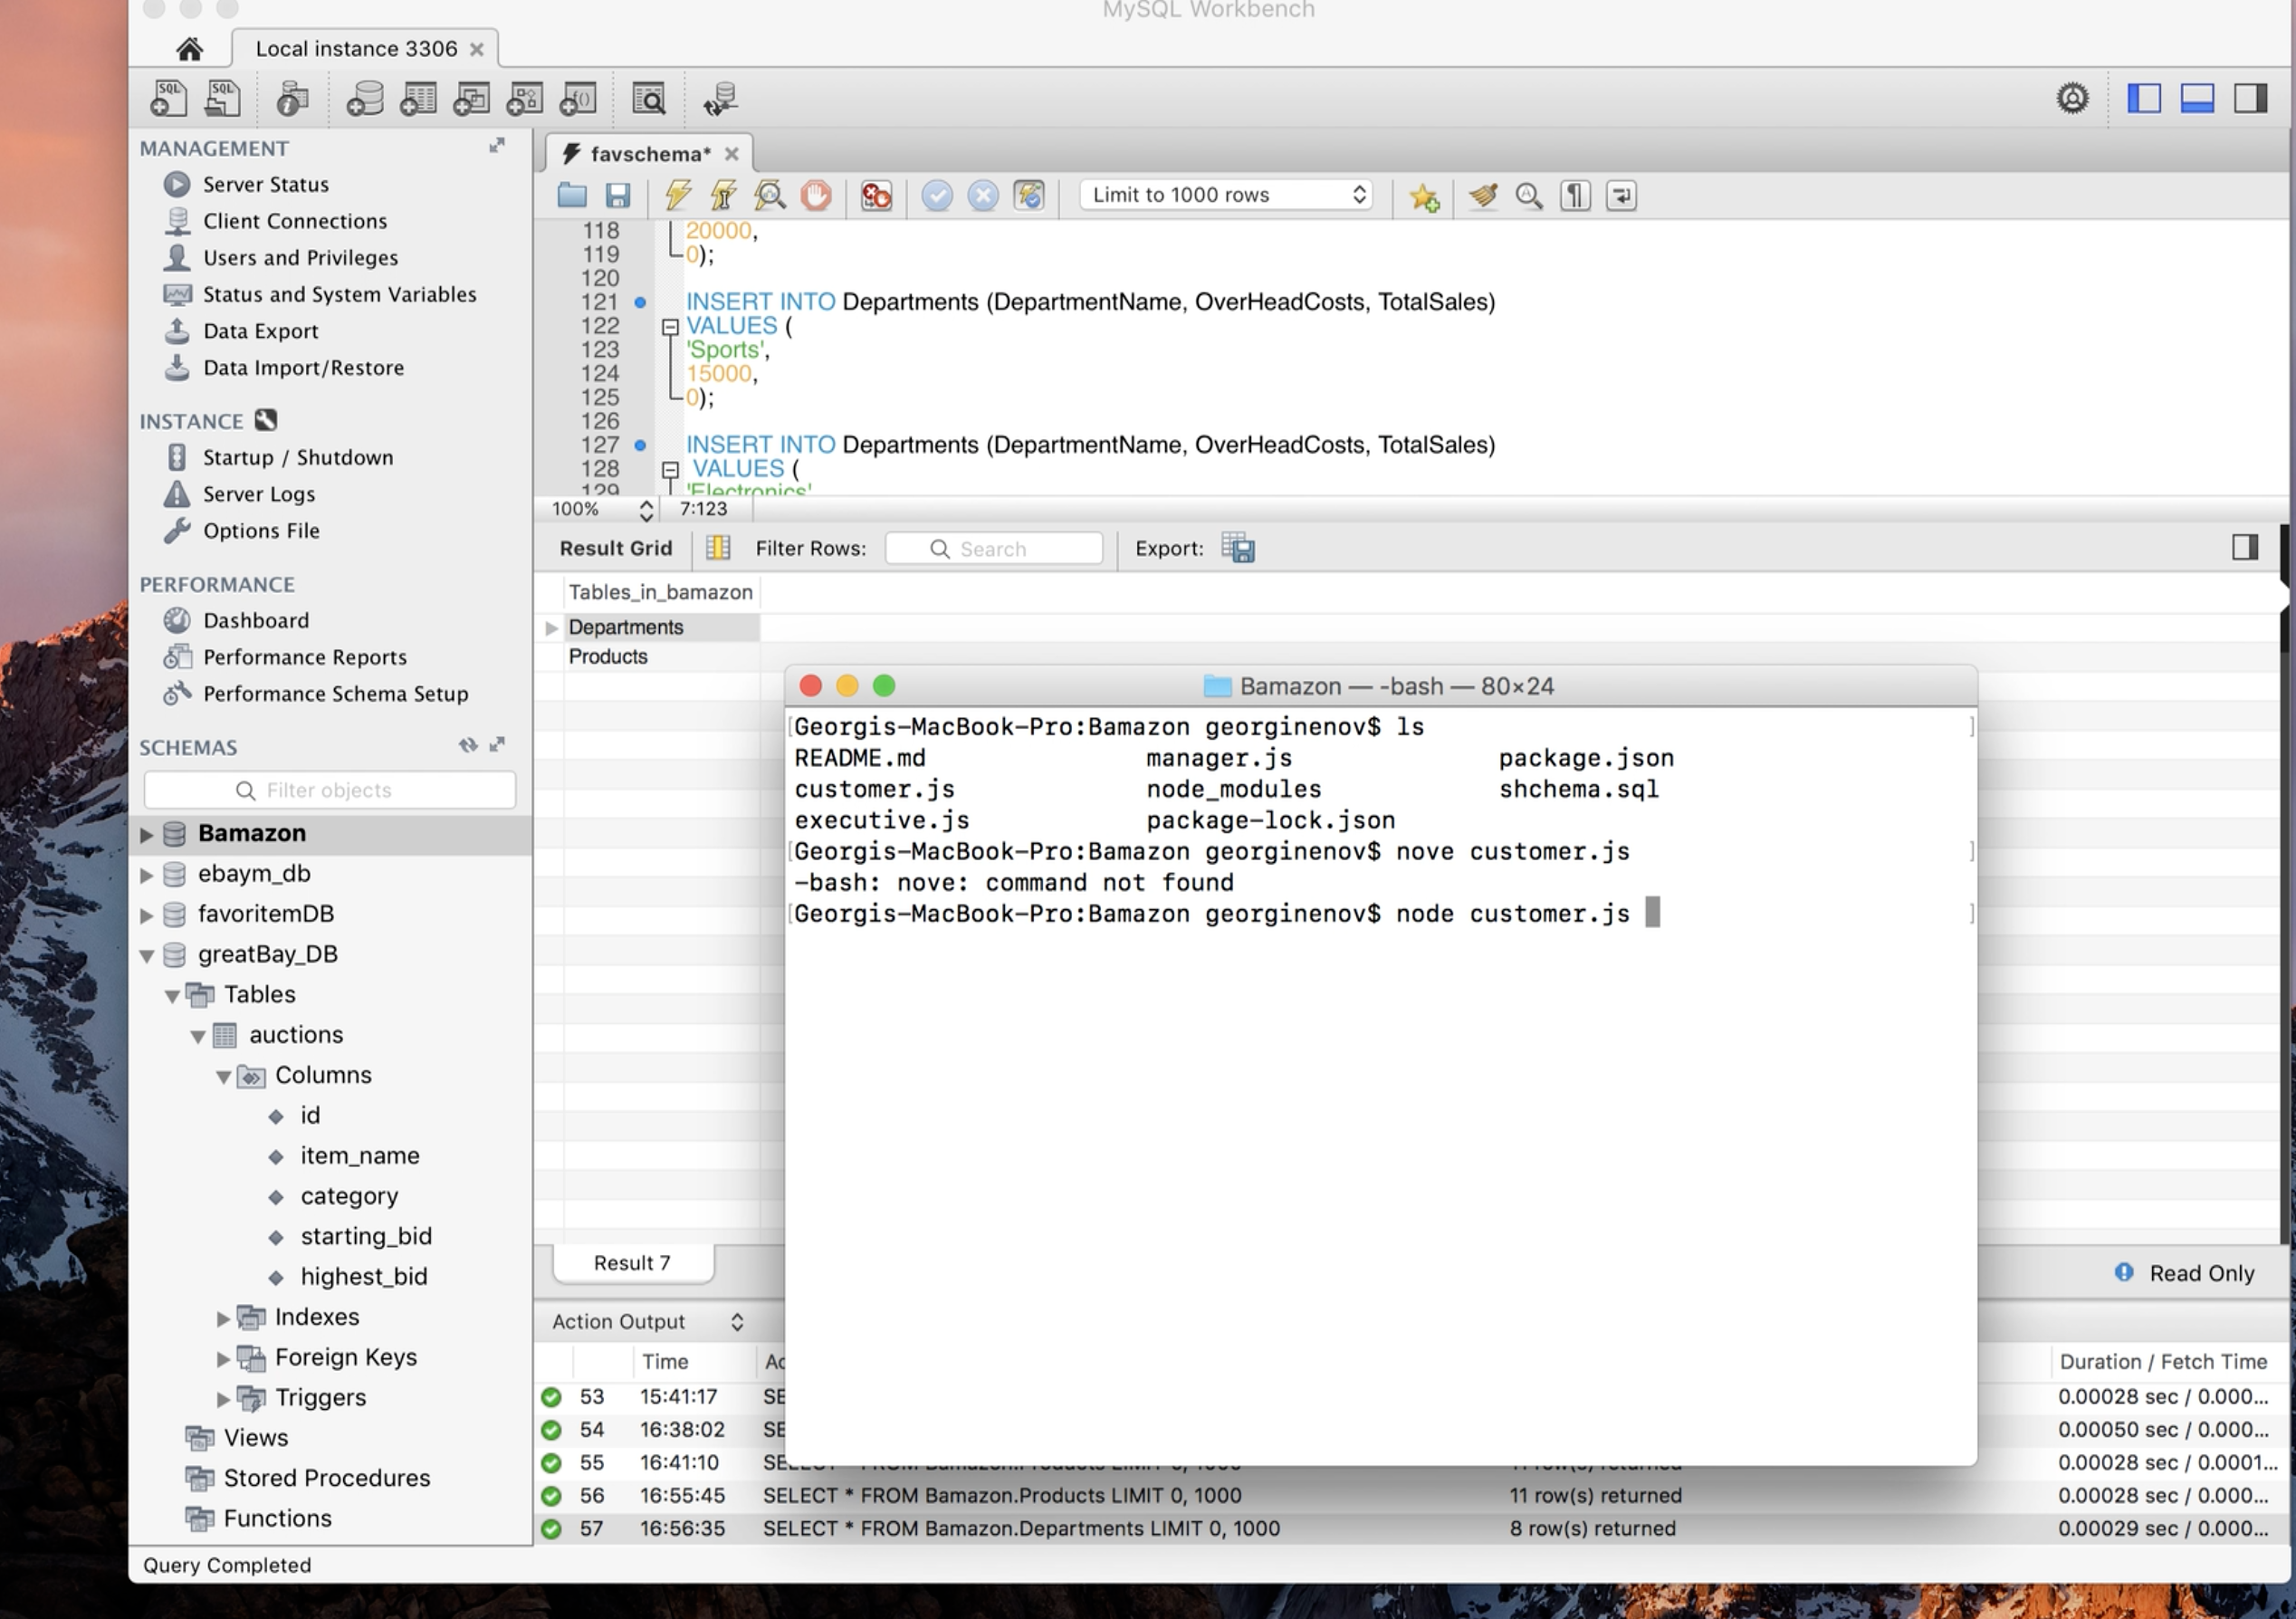 MySQL Workbench
Local instance 3306
MANAGEMENT
Server Status
Client Connections
Users and Privileges
Status and System Variables
Data Export
Data Import/Restore
INSTANCE
Startup / Shutdown
Server Logs
Options File
PERFORMANCE
Dashboard
Performance Reports
Performance Schema Setup
SCHEMAS
Filter objects
Bamazon
ebaym_db
favoritemDB
greatBay_DB
Tables
auctions
Columns
id
item_name
category
starting_bid
highest_bid
Indexes
Foreign Keys
Triggers
Views
Stored Procedures
Functions
Query Completed
favschema*
Limit to 1000 rows
118 20000,
119 0);
120
121 INSERT INTO Departments (DepartmentName, OverHeadCosts, TotalSales)
122 VALUES (
123 'Sports',
124 15000,
125 0);
126
127 INSERT INTO Departments (DepartmentName, OverHeadCosts, TotalSales)
128 VALUES (
129 'Electronics'
100% 7:123
Result Grid Filter Rows: Search Export:
Tables_in_bamazon
Departments
Products
Bamazon — -bash — 80×24
Georgis-MacBook-Pro:Bamazon georginenov$ ls
README.md manager.js package.json
customer.js node_modules shchema.sql
executive.js package-lock.json
Georgis-MacBook-Pro:Bamazon georginenov$ nove customer.js
-bash: nove: command not found
Georgis-MacBook-Pro:Bamazon georginenov$ node customer.js
Result 7 Read Only
Action Output
Time Duration / Fetch Time
53 15:41:17 SE 0.00028 sec / 0.000...
54 16:38:02 SE 0.00050 sec / 0.000...
55 16:41:10 0.00028 sec / 0.0001...
56 16:55:45 SELECT * FROM Bamazon.Products LIMIT 0, 1000 11 row(s) returned 0.00028 sec / 0.000...
57 16:56:35 SELECT * FROM Bamazon.Departments LIMIT 0, 1000 8 row(s) returned 0.00029 sec / 0.000...